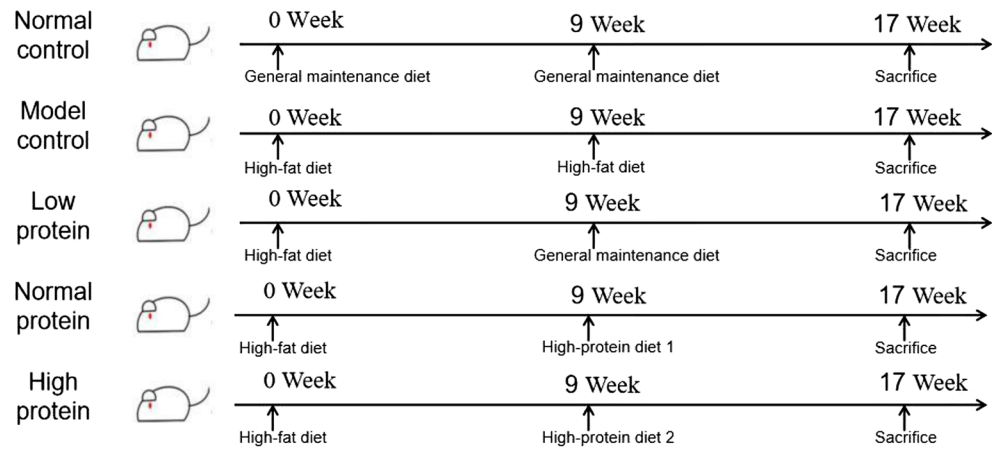 Normal
control
0 Week
9 Week
17 Week
General maintenance diet
General maintenance diet
Sacrifice
Model
control
0 Week
9 Week
17 Week
High-fat diet
High-fat diet
Sacrifice
Low
protein
0 Week
9 Week
17 Week
High-fat diet
General maintenance diet
Sacrifice
Normal
protein
0 Week
9 Week
17 Week
High-fat diet
High-protein diet 1
Sacrifice
High
protein
0 Week
9 Week
17 Week
High-fat diet
High-protein diet 2
Sacrifice